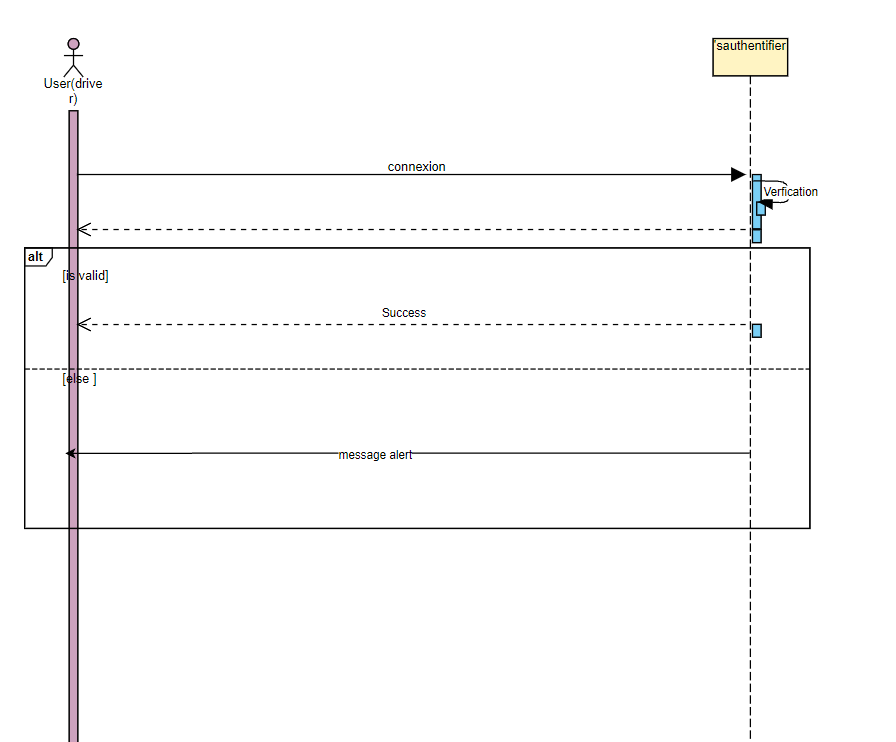 'sauthentifier
User(drive
r)
connexion
Verfication
alt
[is valid]
Success
[else ]
message alert